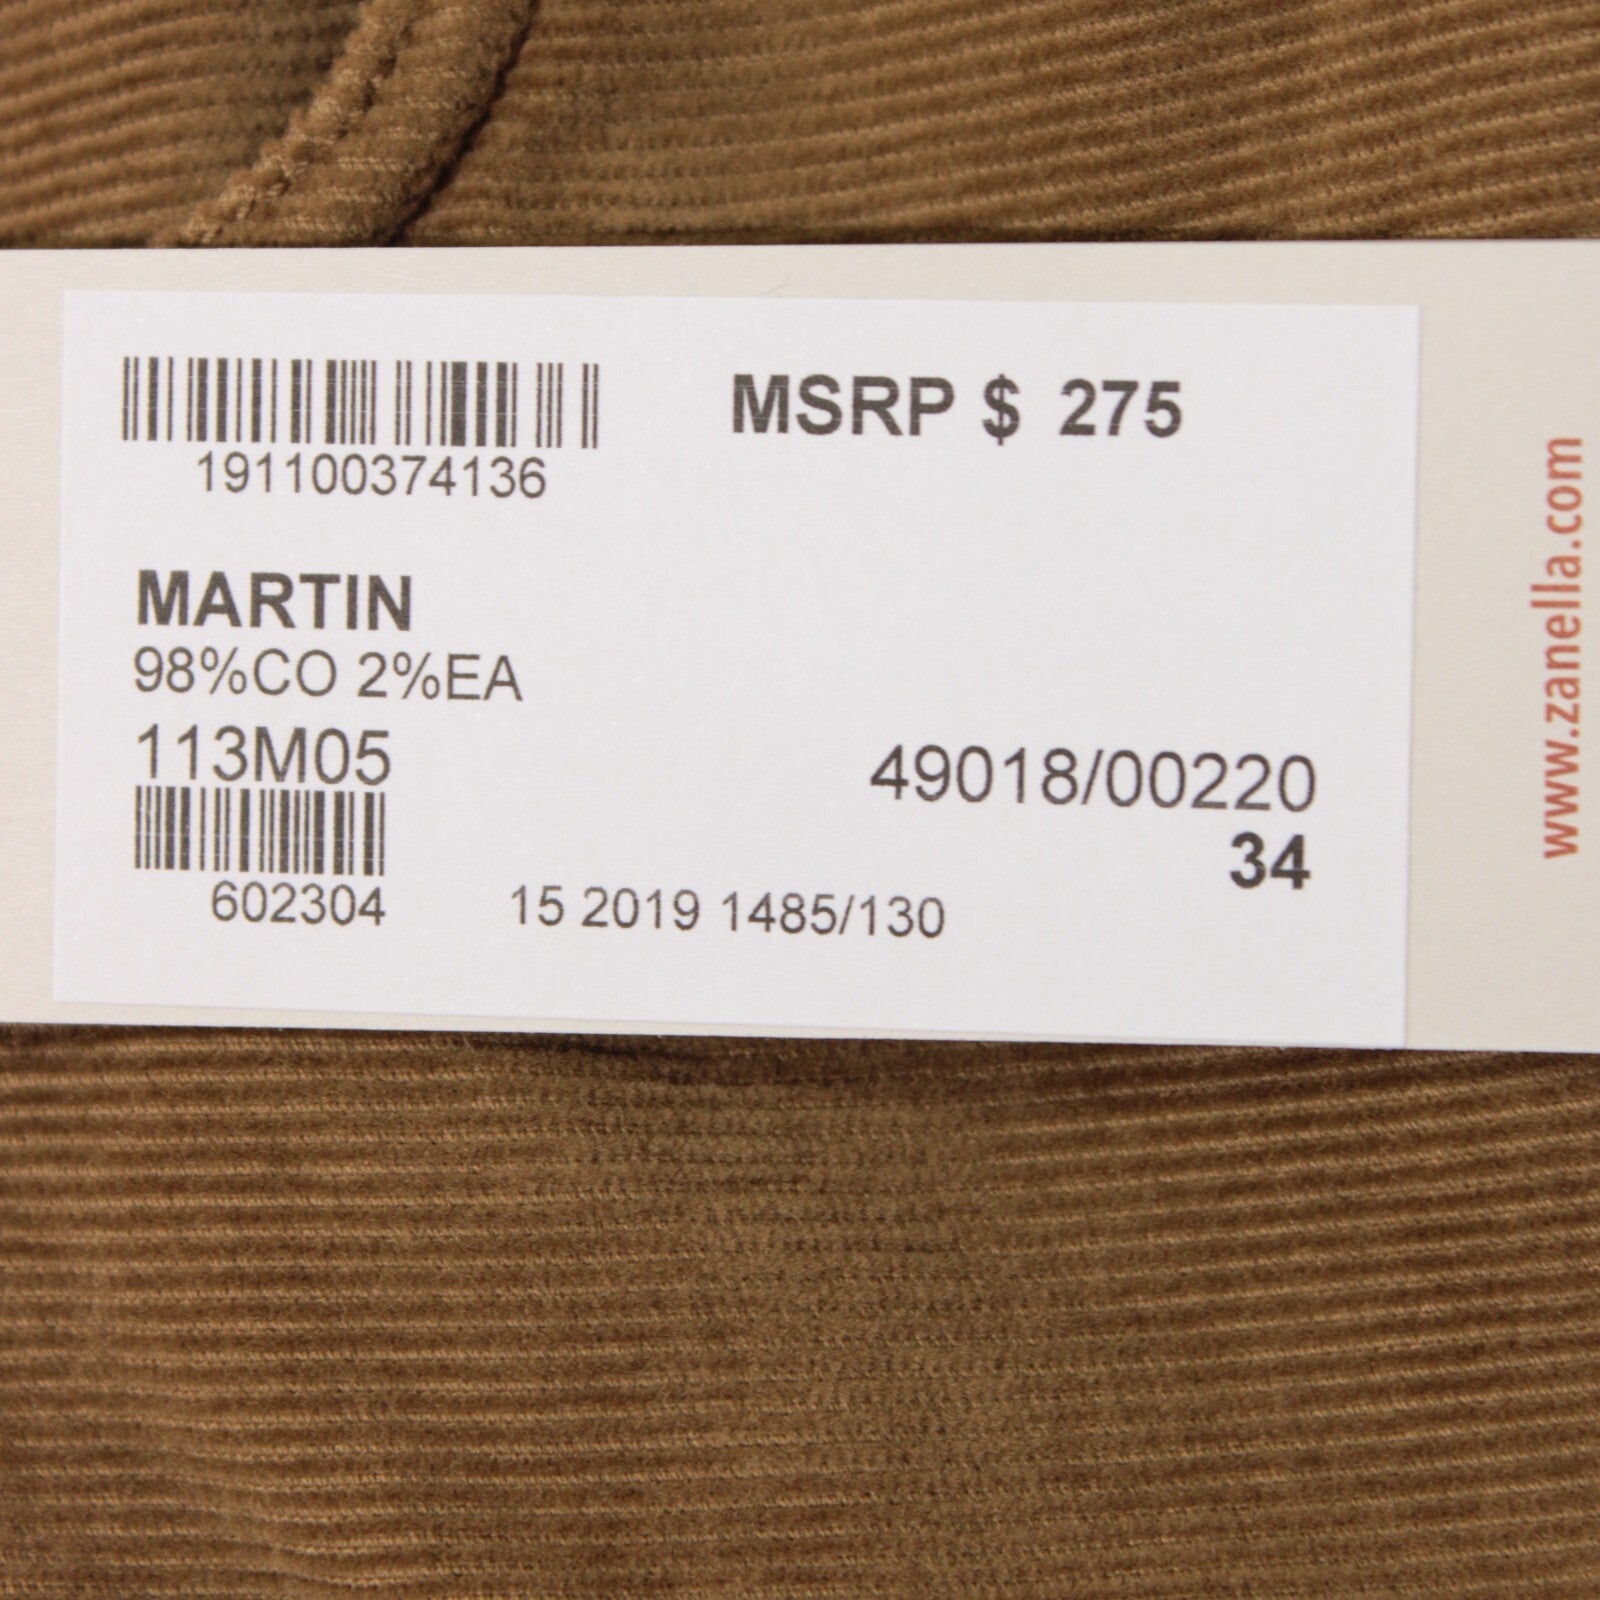 MSRP $ 275
191100374136
MARTIN
98%CO 2%EA
113M05
49018/00220
34
602304
15 2019 1485/130
www.zanella.com